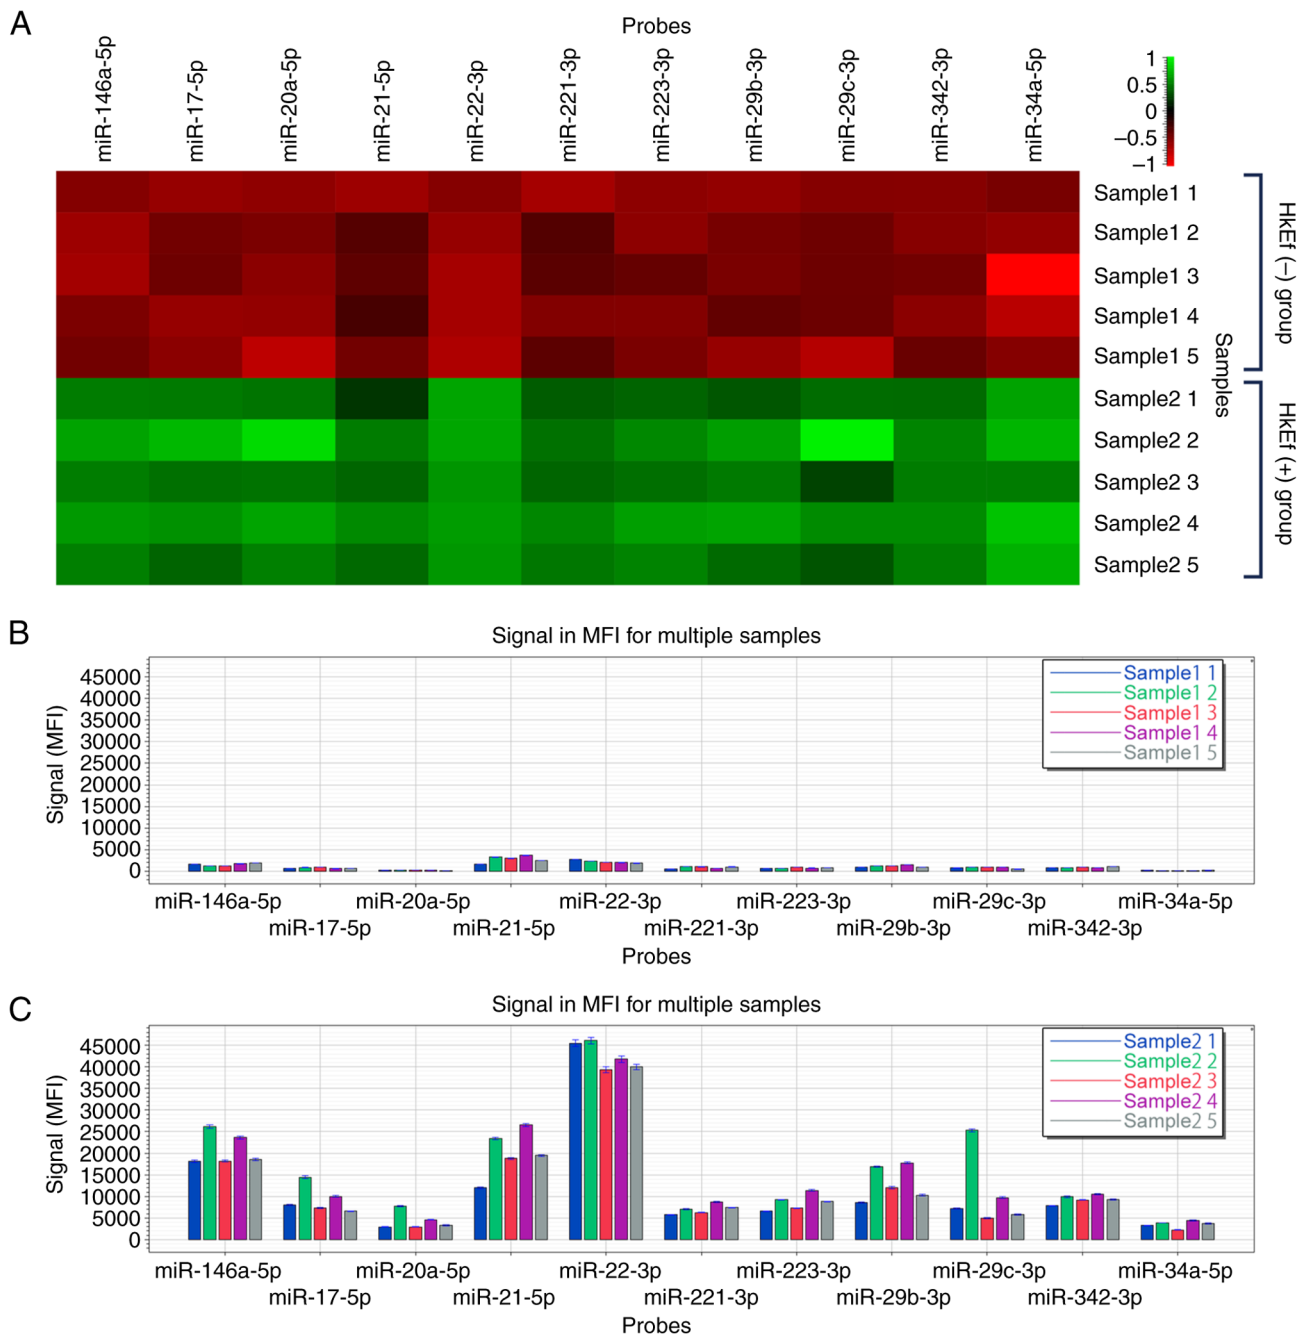 A
Probes
miR-146a-5p
miR-17-5p
miR-20a-5p
miR-21-5p
miR-22-3p
miR-221-3p
miR-223-3p
miR-29b-3p
miR-29c-3p
miR-342-3p
miR-34a-5p
1
0.5
0
−0.5
−1
Sample1 1
Sample1 2
Sample1 3
Sample1 4
Sample1 5
Sample2 1
Sample2 2
Sample2 3
Sample2 4
Sample2 5
Samples
HkEf (−) group
HkEf (+) group
B
Signal in MFI for multiple samples
Signal (MFI)
45000
40000
35000
30000
25000
20000
15000
10000
5000
0
Sample1 1
Sample1 2
Sample1 3
Sample1 4
Sample1 5
miR-146a-5p
miR-17-5p
miR-20a-5p
miR-21-5p
miR-22-3p
miR-221-3p
miR-223-3p
miR-29b-3p
miR-29c-3p
miR-342-3p
miR-34a-5p
Probes
C
Signal in MFI for multiple samples
Signal (MFI)
45000
40000
35000
30000
25000
20000
15000
10000
5000
0
Sample2 1
Sample2 2
Sample2 3
Sample2 4
Sample2 5
miR-146a-5p
miR-17-5p
miR-20a-5p
miR-21-5p
miR-22-3p
miR-221-3p
miR-223-3p
miR-29b-3p
miR-29c-3p
miR-342-3p
miR-34a-5p
Probes